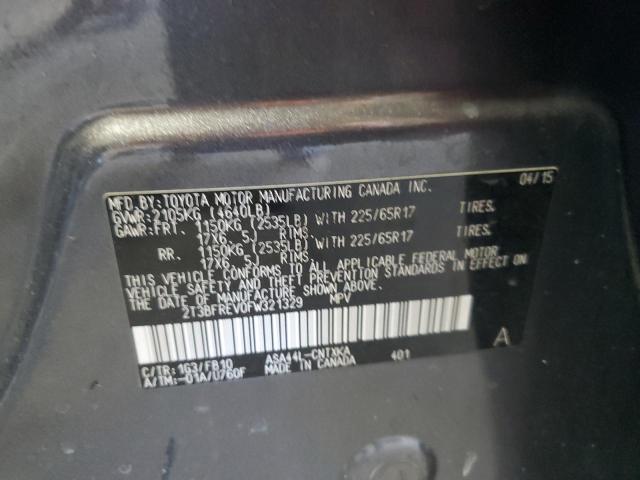 MFD.BY:TOYOTA MOTOR MANUFACTURING CANADA INC. 04/15
GVWR:2105KG (4640LB)
GAWR:FRT. 1150KG (2535LB) WITH 225/65R17 TIRES.
17X6.5J RIMS
RR. 1150KG (2535LB) WITH 225/65R17 TIRES.
17X6.5J RIMS
THIS VEHICLE CONFORMS TO ALL APPLICABLE FEDERAL MOTOR
VEHICLE SAFETY AND THEFT PREVENTION STANDARDS IN EFFECT ON
THE DATE OF MANUFACTURE SHOWN ABOVE.
2T3BFREV0FW321329 MPV
A
C/TR:1G3/FB10 ASA44L-CNTXKA 401
A/TM:-01A/U760F MADE IN CANADA